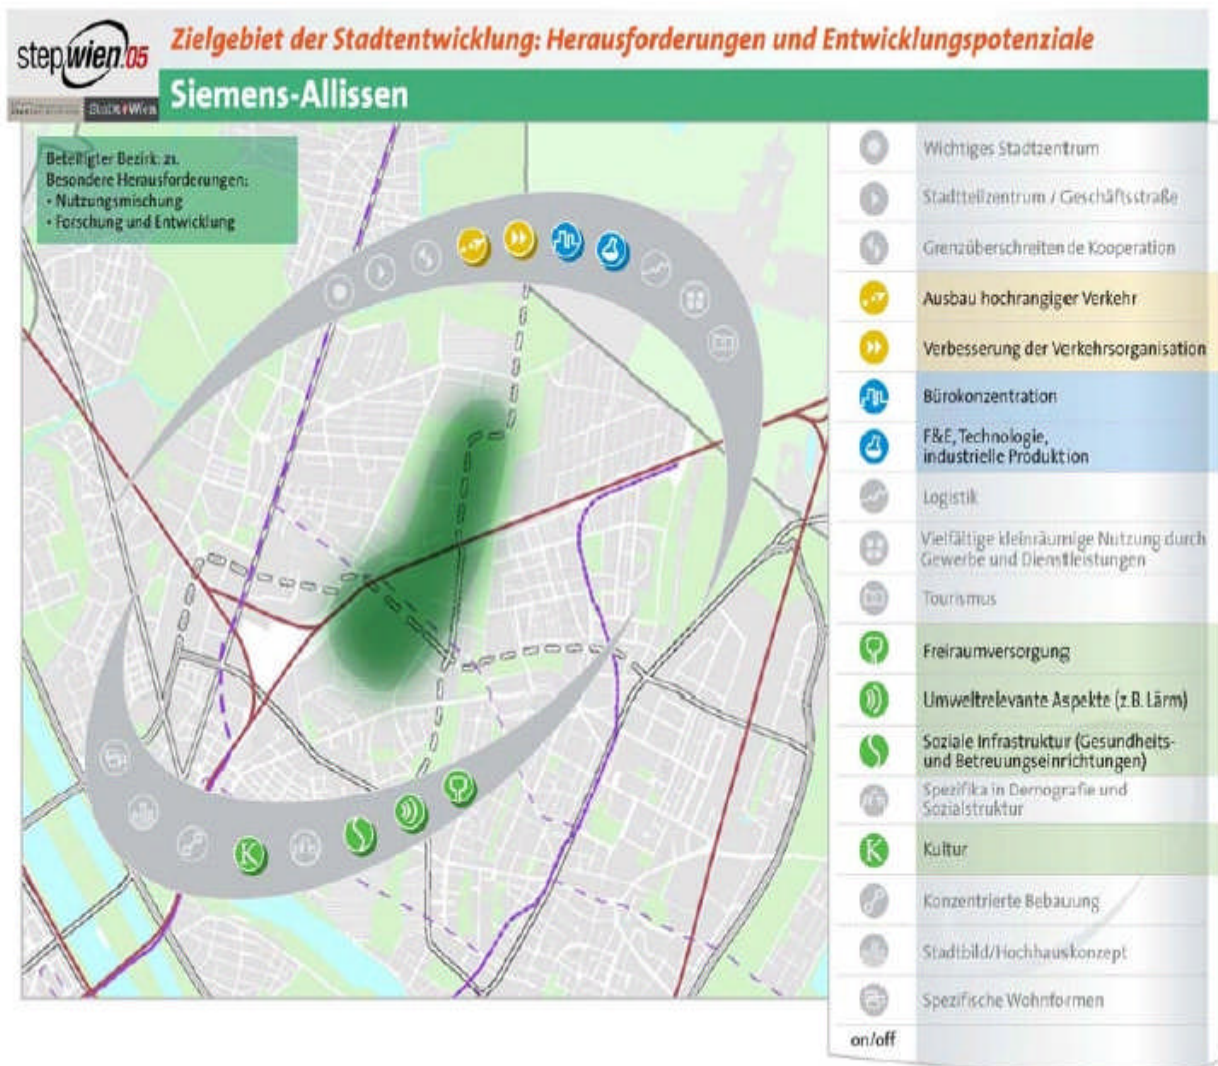 stepwien.05
Zielgebiet der Stadtentwicklung: Herausforderungen und Entwicklungspotenziale
Siemens-Allissen
Stadt Wien
Beteiligter Bezirk: 21.
Besondere Herausforderungen:
• Nutzungsmischung
• Forschung und Entwicklung
Wichtiges Stadtzentrum
Stadtteilzentrum / Geschäftsstraße
Grenzüberschreitende Kooperation
Ausbau hochrangiger Verkehr
Verbesserung der Verkehrsorganisation
Bürokonzentration
F&E, Technologie,
industrielle Produktion
Logistik
Vielfältige kleinräumige Nutzung durch
Gewerbe und Dienstleistungen
Tourismus
Freiraumversorgung
Umweltrelevante Aspekte (z.B. Lärm)
Soziale Infrastruktur (Gesundheits-
und Betreuungseinrichtungen)
Spezifika in Demografie und
Sozialstruktur
K
K
Kultur
Konzentrierte Bebauung
Stadtbild/Hochhauskonzept
Spezifische Wohnformen
on/off